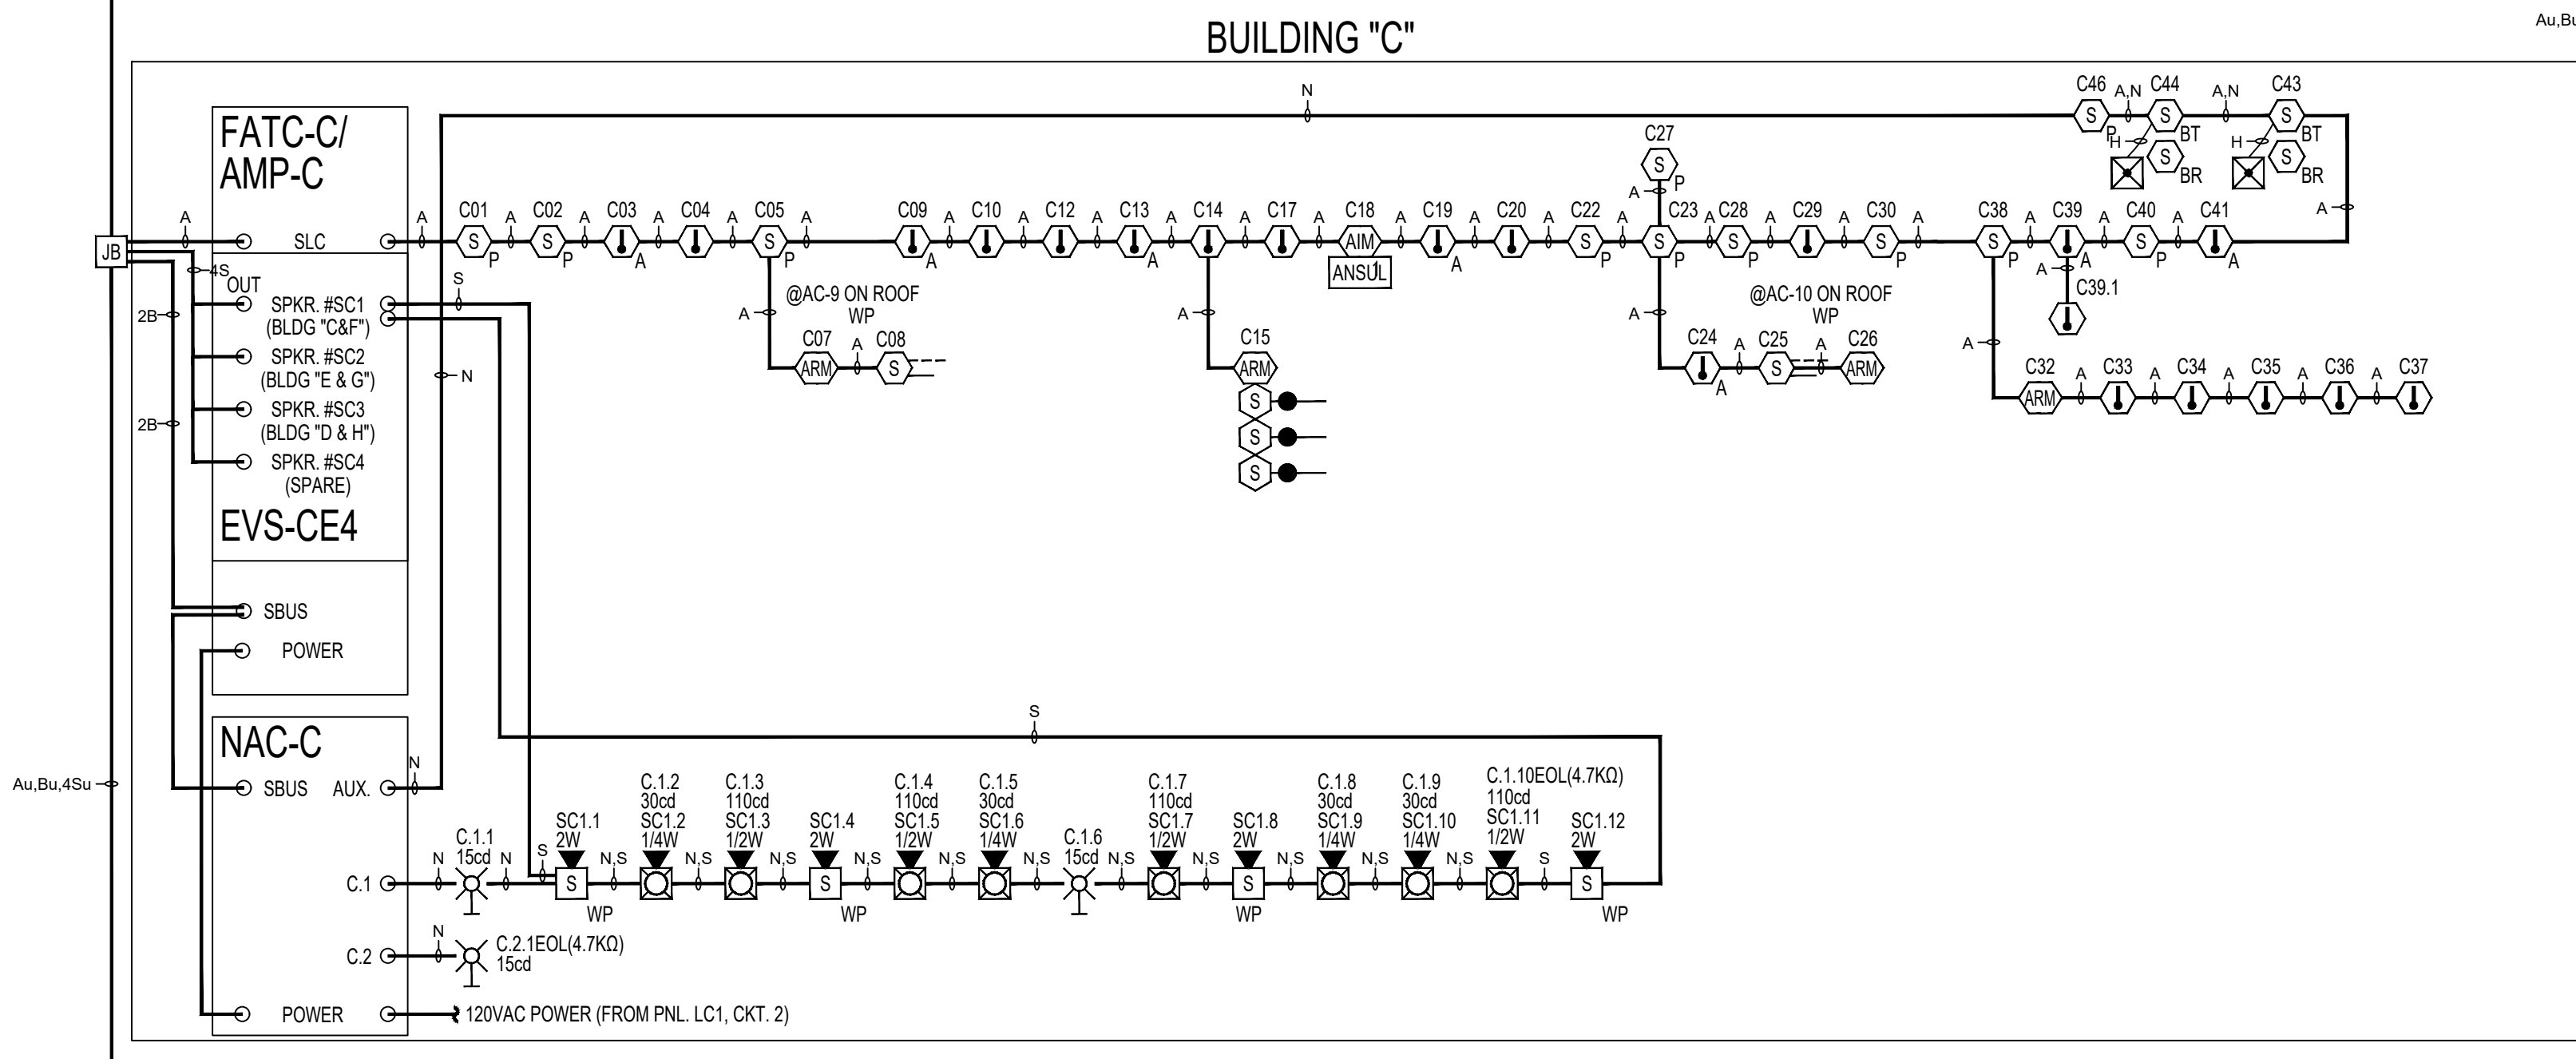 BUILDING "C"
Au,Bu
FATC-C/
AMP-C
A
SLC
JB
4S
OUT
SPKR. #SC1
(BLDG "C&F")
SPKR. #SC2
(BLDG "E & G")
SPKR. #SC3
(BLDG "D & H")
SPKR. #SC4
(SPARE)
EVS-CE4
2B
2B
SBUS
POWER
NAC-C
SBUS AUX.
C.1
C.2
POWER
Au,Bu,4Su
N
C46 A,N C44 A,N C43
S S S
P BT BT
H H
S S
BR BR
C27
S
P
A
A C01 A C02 A C03 A C04 A C05 A C09 A C10 A C12 A C13 A C14 A C17 A C18 A C19 A C20 A C22 A C23 A C28 A C29 A C30 A C38 A C39 A C40 A C41 A
S S S AIM S S S S S S
P P A P A A A P P P P P A P A
ANSUL
A
C39.1
S
N
@AC-9 ON ROOF
WP
A
C07 A C08
ARM S
A
C15
ARM
S
S
S
@AC-10 ON ROOF
WP
A
C24 A C25 A C26
S ARM
A
A
C32 A C33 A C34 A C35 A C36 A C37
ARM
S
N
N C.1.1 15cd N
S
SC1.1
2W
S
WP
N,S
C.1.2
30cd
SC1.2
1/4W
N,S
C.1.3
110cd
SC1.3
1/2W
N,S
SC1.4
2W
S
WP
N,S
C.1.4
110cd
SC1.5
1/2W
N,S
C.1.5
30cd
SC1.6
1/4W
N,S
C.1.6
15cd
N,S
C.1.7
110cd
SC1.7
1/2W
N,S
SC1.8
2W
S
WP
N,S
C.1.8
30cd
SC1.9
1/4W
N,S
C.1.9
30cd
SC1.10
1/4W
N,S
C.1.10EOL(4.7KΩ)
110cd
SC1.11
1/2W
S
SC1.12
2W
S
WP
N
C.2.1EOL(4.7KΩ)
15cd
120VAC POWER (FROM PNL. LC1, CKT. 2)